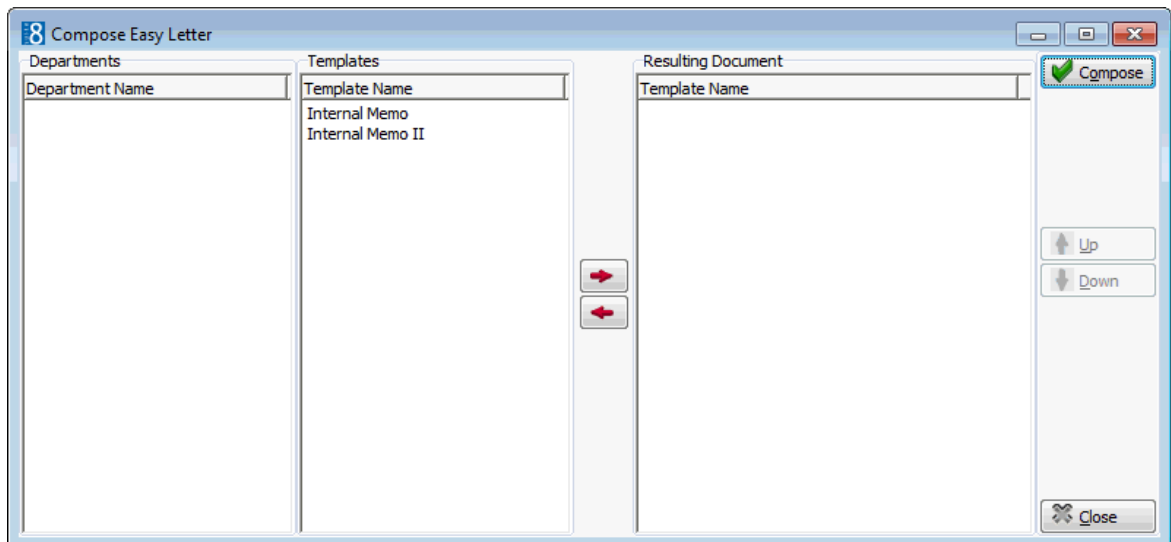 8 Compose Easy Letter
Departments
Department Name
Templates
Template Name
Internal Memo
Internal Memo II
Resulting Document
Template Name
Compose
Up
Down
Close